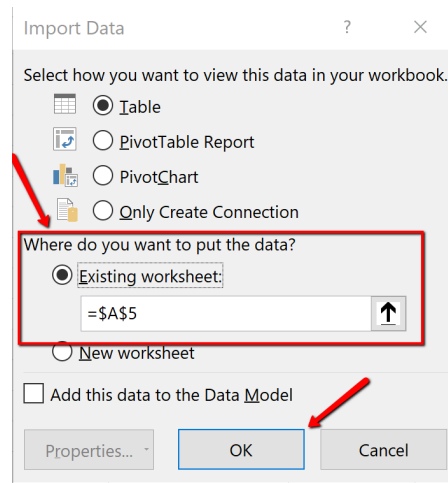 Import Data ?
Select how you want to view this data in your workbook.
Table
PivotTable Report
PivotChart
Only Create Connection
Where do you want to put the data?
Existing worksheet:
=$A$5
New worksheet
Add this data to the Data Model
Properties... OK Cancel